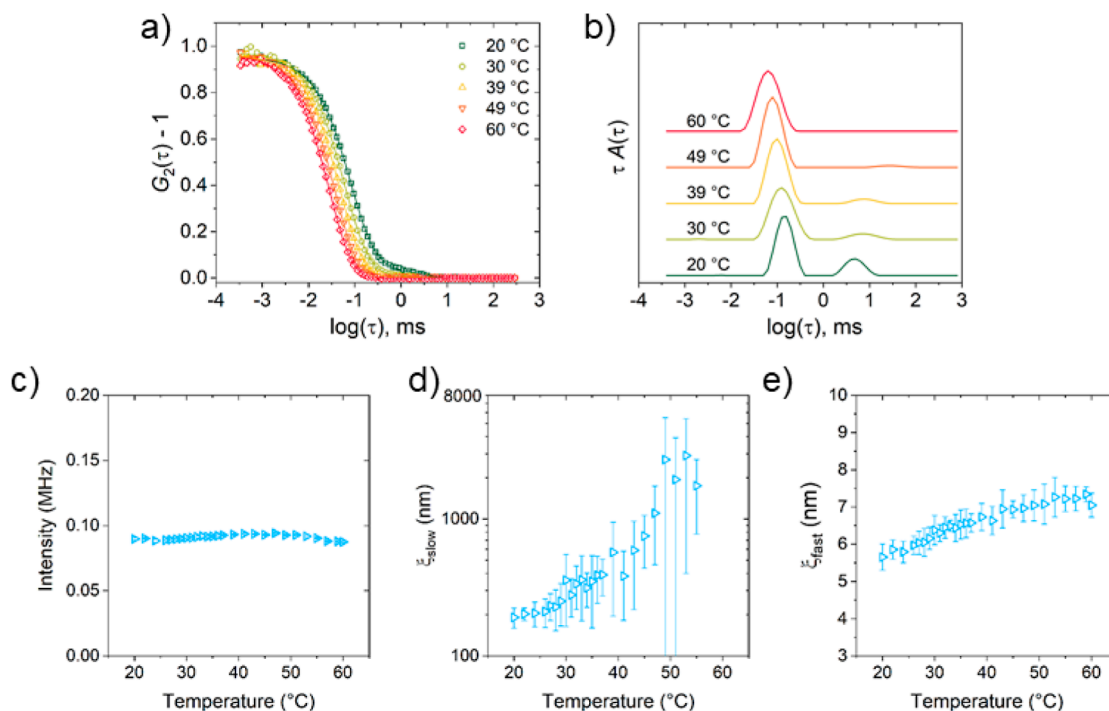 a)
G2(τ) - 1
1.0
0.8
0.6
0.4
0.2
0.0
20 °C
30 °C
39 °C
49 °C
60 °C
-4 -3 -2 -1 0 1 2 3
log(τ), ms
b)
τ A(τ)
60 °C
49 °C
39 °C
30 °C
20 °C
-4 -3 -2 -1 0 1 2 3
log(τ), ms
c)
Intensity (MHz)
0.20
0.15
0.10
0.05
0.00
20 30 40 50 60
Temperature (°C)
d)
ξslow (nm)
8000
1000
100
20 30 40 50 60
Temperature (°C)
e)
ξfast (nm)
10
9
8
7
6
5
4
3
20 30 40 50 60
Temperature (°C)